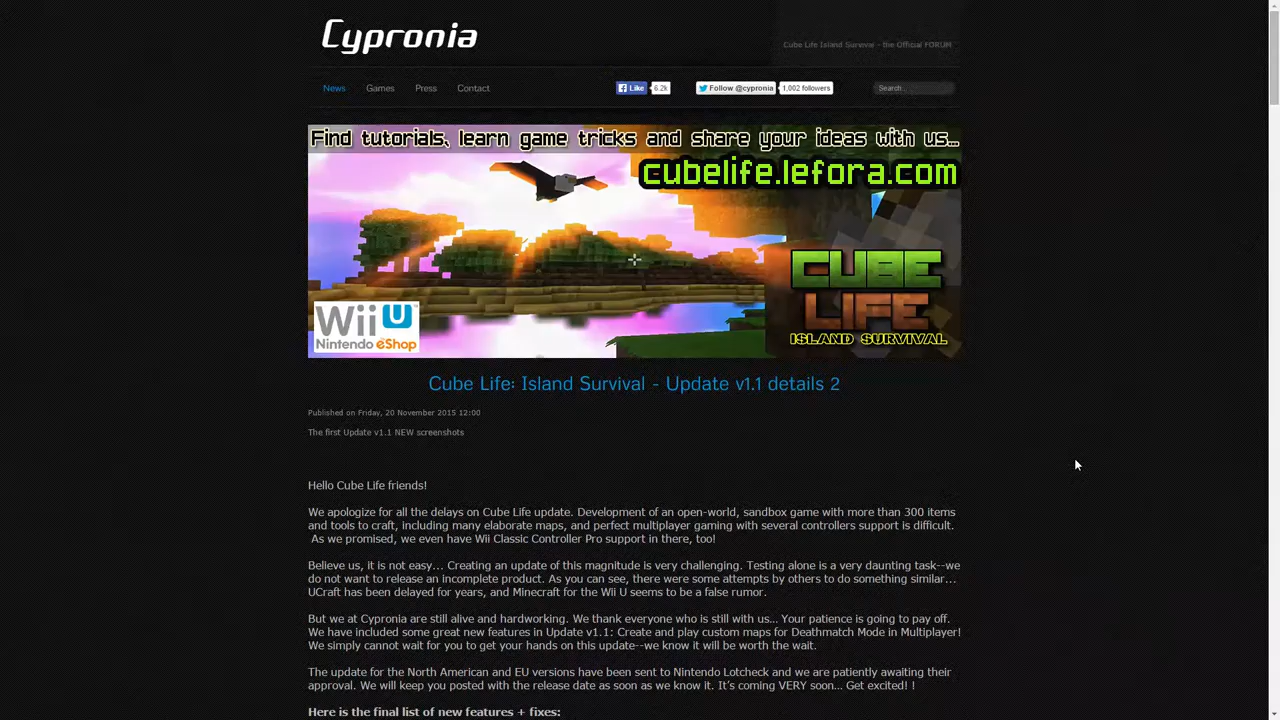 Cypronia
Cube Life Island Survival - the Official FORUM
News Games Press Contact Like 6.2k Follow @cypronia 1,002 followers Search...
Find tutorials, learn game tricks and share your ideas with us...
cubelife.lefora.com
CUBE
LIFE
ISLAND SURVIVAL
Wii U
Nintendo eShop
Cube Life: Island Survival - Update v1.1 details 2
Published on Friday, 20 November 2015 12:00
The first Update v1.1 NEW screenshots
Hello Cube Life friends!
We apologize for all the delays on Cube Life update. Development of an open-world, sandbox game with more than 300 items
and tools to craft, including many elaborate maps, and perfect multiplayer gaming with several controllers support is difficult.
As we promised, we even have Wii Classic Controller Pro support in there, too!
Believe us, it is not easy... Creating an update of this magnitude is very challenging. Testing alone is a very daunting task--we
do not want to release an incomplete product. As you can see, there were some attempts by others to do something similar...
UCraft has been delayed for years, and Minecraft for the Wii U seems to be a false rumor.
But we at Cypronia are still alive and hardworking. We thank everyone who is still with us... Your patience is going to pay off.
We have included some great new features in Update v1.1: Create and play custom maps for Deathmatch Mode in Multiplayer!
We simply cannot wait for you to get your hands on this update--we know it will be worth the wait.
The update for the North American and EU versions have been sent to Nintendo Lotcheck and we are patiently awaiting their
approval. We will keep you posted with the release date as soon as we know it. It's coming VERY soon... Get excited! !
Here is the final list of new features + fixes: